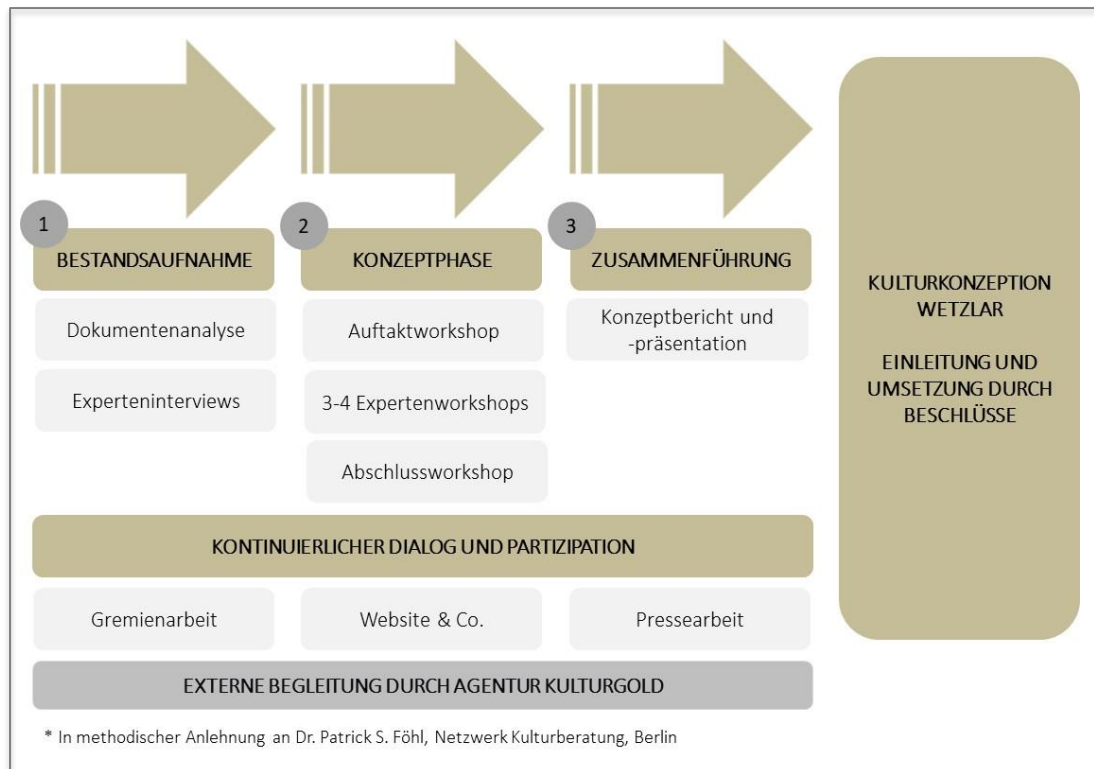 1
BESTANDSAUFNAHME
Dokumentenanalyse
Experteninterviews
2
KONZEPTPHASE
Auftaktworkshop
3-4 Expertenworkshops
Abschlussworkshop
3
ZUSAMMENFÜHRUNG
Konzeptbericht und
-präsentation
KULTURKONZEPTION
WETZLAR
EINLEITUNG UND
UMSETZUNG DURCH
BESCHLÜSSE
KONTINUIERLICHER DIALOG UND PARTIZIPATION
Gremienarbeit
Website & Co.
Pressearbeit
EXTERNE BEGLEITUNG DURCH AGENTUR KULTURGOLD
* In methodischer Anlehnung an Dr. Patrick S. Föhl, Netzwerk Kulturberatung, Berlin